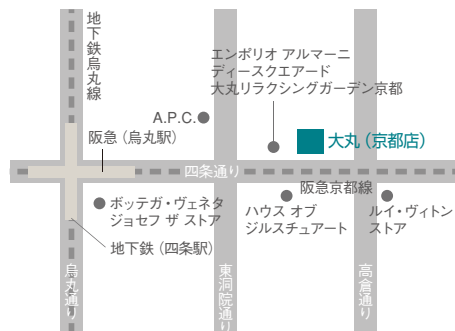 地下鉄烏丸線
エンポリオ アルマーニ
ディースクエアード
大丸リラクシングガーデン京都
A.P.C.
阪急（烏丸駅）
大丸（京都店）
四条通り
阪急京都線
ボッテガ・ヴェネタ
ジョセフ ザ ストア
ハウス オブ
ジルスチュアート
ルイ・ヴィトン
ストア
地下鉄（四条駅）
烏丸通り
東洞院通り
高倉通り